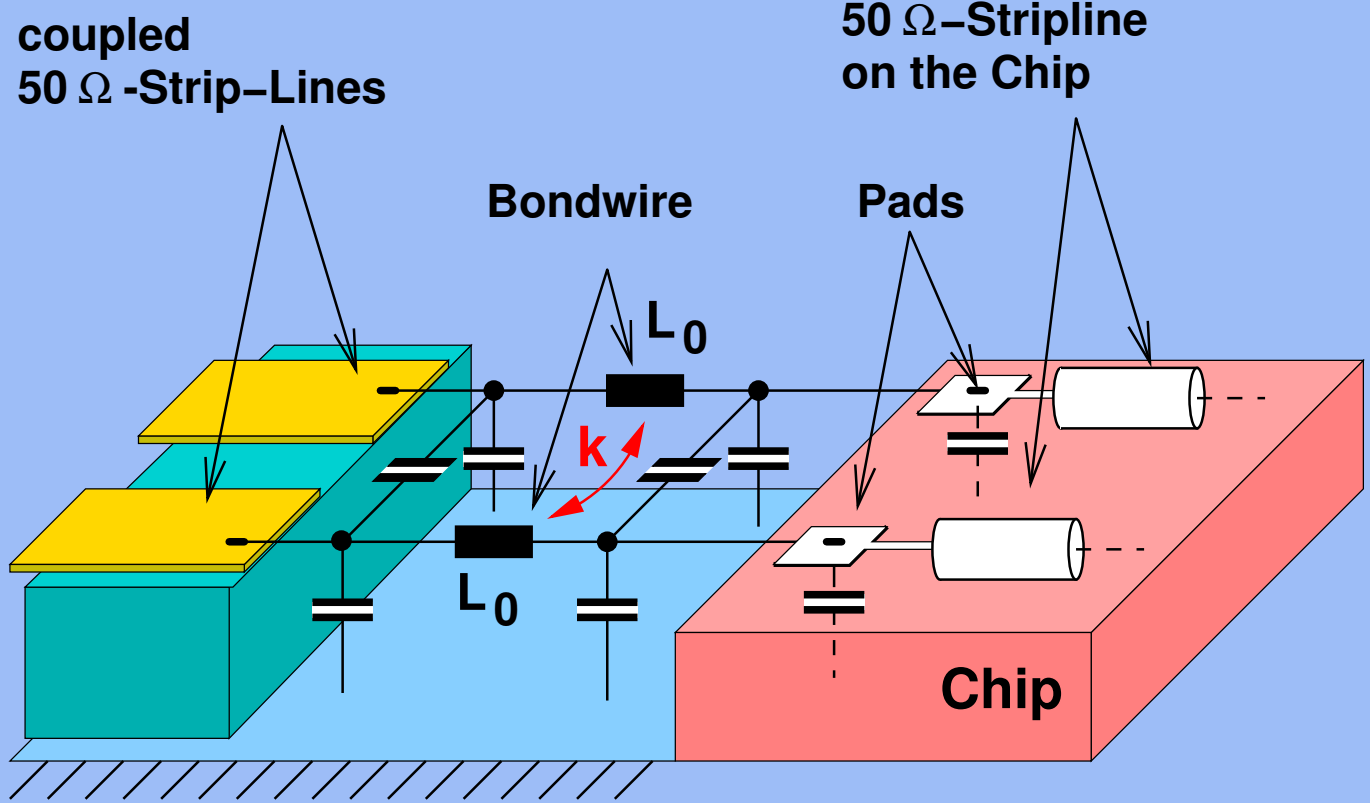 coupled
50 Ω -Strip–Lines
50 Ω–Stripline
on the Chip
Bondwire
Pads
L0
k
L0
Chip